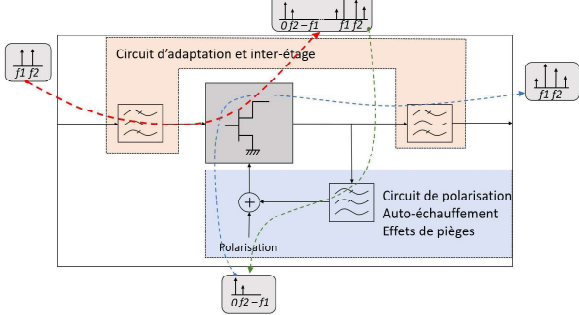 0 f2 – f1 f1 f2
f1 f2
Circuit d'adaptation et inter-étage
f1 f2
Circuit de polarisation
Auto-échauffement
Effets de pièges
+
Polarisation
0 f2 – f1